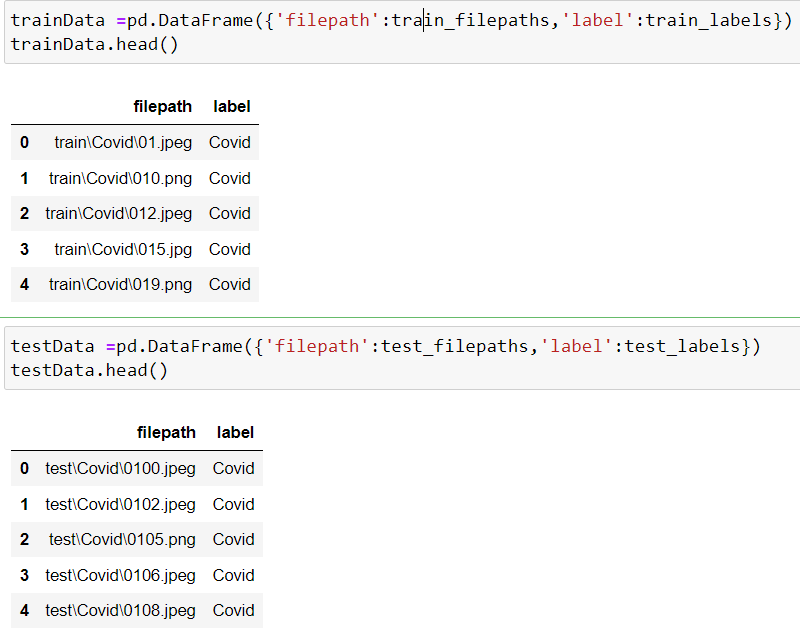 trainData =pd.DataFrame({'filepath':train_filepaths,'label':train_labels})
trainData.head()
filepath label
0 train\Covid\01.jpeg Covid
1 train\Covid\010.png Covid
2 train\Covid\012.jpeg Covid
3 train\Covid\015.jpg Covid
4 train\Covid\019.png Covid
testData =pd.DataFrame({'filepath':test_filepaths,'label':test_labels})
testData.head()
filepath label
0 test\Covid\0100.jpeg Covid
1 test\Covid\0102.jpeg Covid
2 test\Covid\0105.png Covid
3 test\Covid\0106.jpeg Covid
4 test\Covid\0108.jpeg Covid